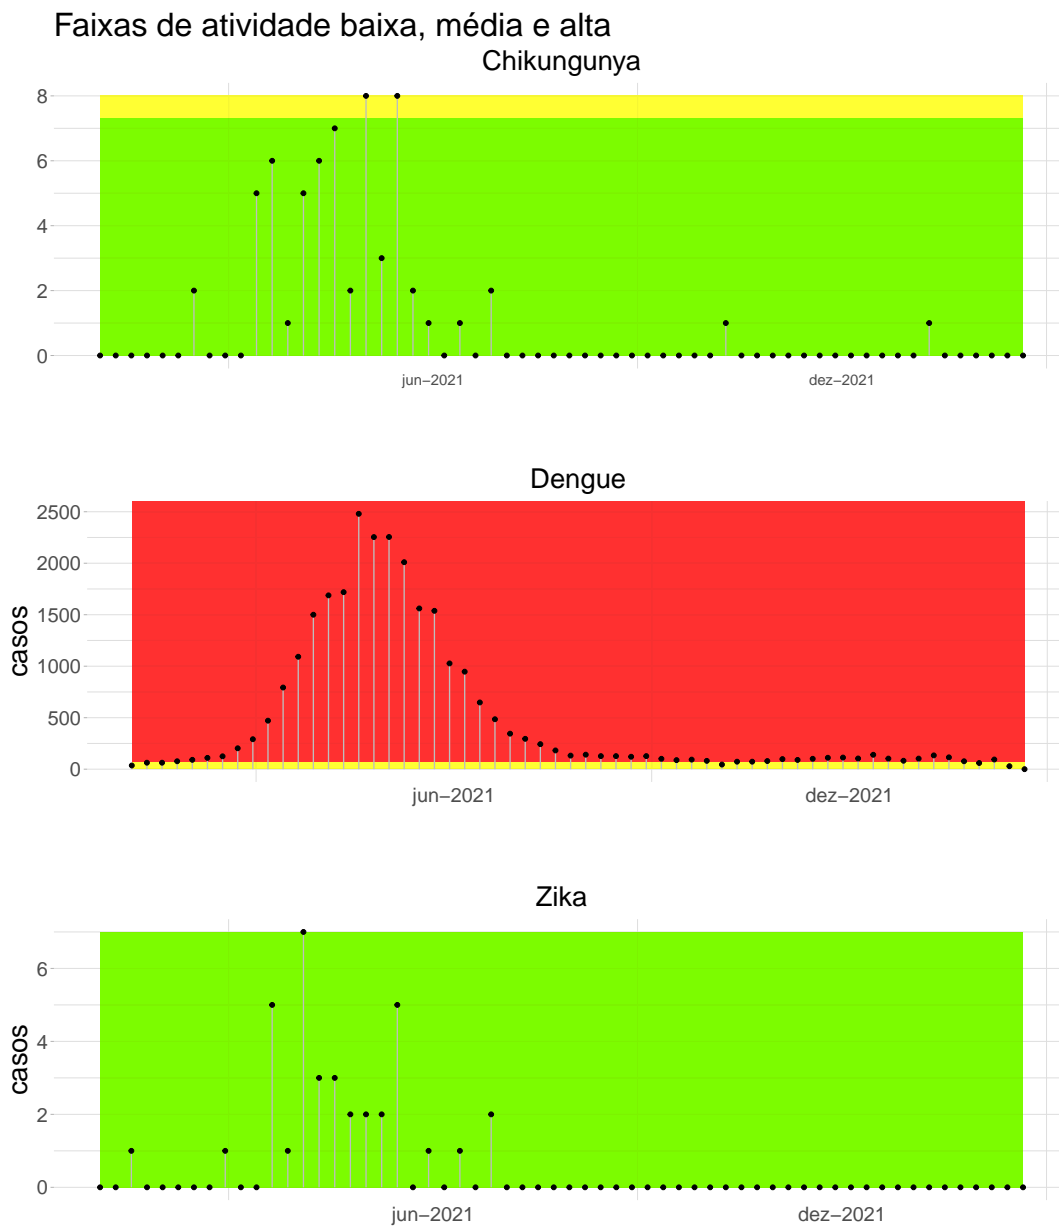 Faixas de atividade baixa, média e alta
Chikungunya
8
6
4
2
0
jun−2021 dez−2021
Dengue
casos
2500
2000
1500
1000
500
0
jun−2021 dez−2021
Zika
casos
6
4
2
0
jun−2021 dez−2021